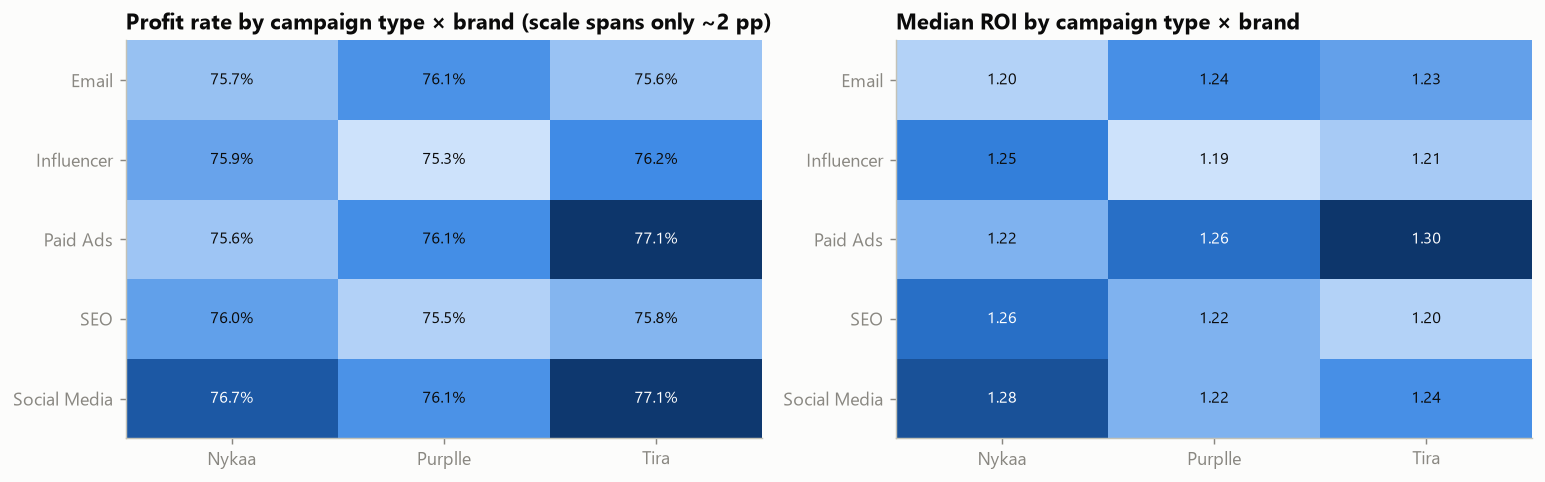 Profit rate by campaign type × brand (scale spans only ~2 pp)
Email 75.7% 76.1% 75.6%
Influencer 75.9% 75.3% 76.2%
Paid Ads 75.6% 76.1% 77.1%
SEO 76.0% 75.5% 75.8%
Social Media 76.7% 76.1% 77.1%
Nykaa Purplle Tira
Median ROI by campaign type × brand
Email 1.20 1.24 1.23
Influencer 1.25 1.19 1.21
Paid Ads 1.22 1.26 1.30
SEO 1.26 1.22 1.20
Social Media 1.28 1.22 1.24
Nykaa Purplle Tira